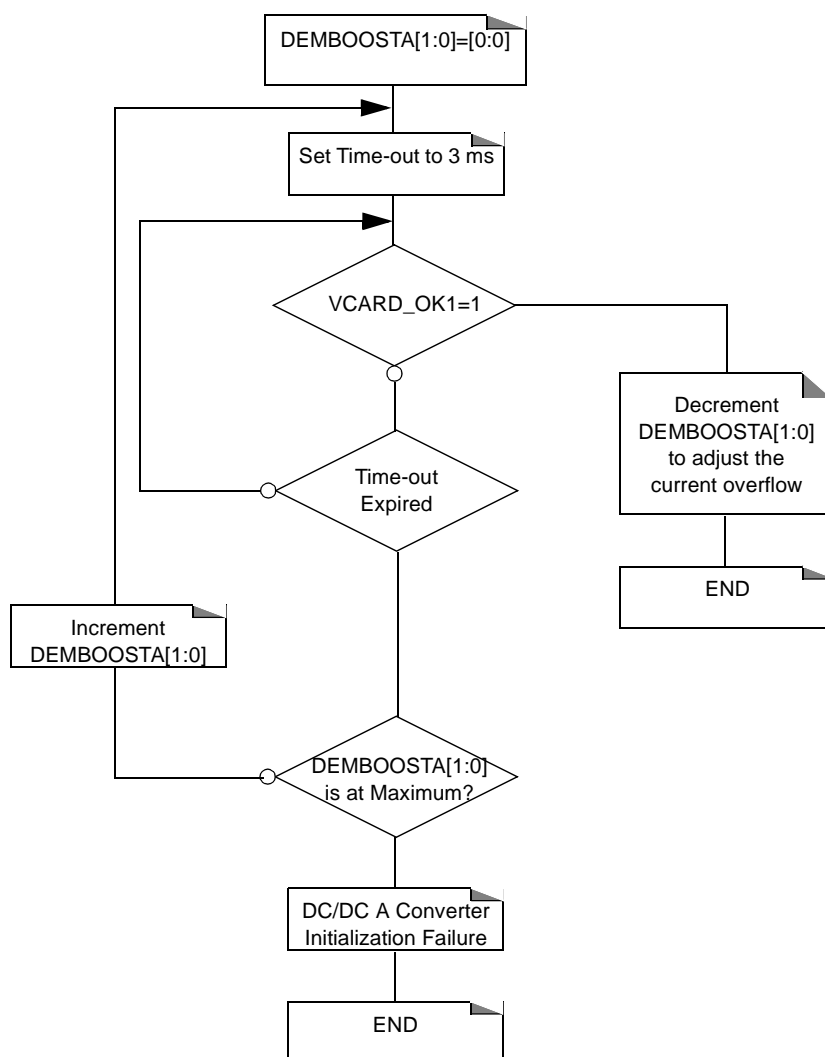 DEMBOOSTA[1:0]=[0:0]
Set Time-out to 3 ms
VCARD_OK1=1
Decrement
DEMBOOSTA[1:0]
to adjust the
current overflow
Time-out
Expired
END
Increment
DEMBOOSTA[1:0]
DEMBOOSTA[1:0]
is at Maximum?
DC/DC A Converter
Initialization Failure
END